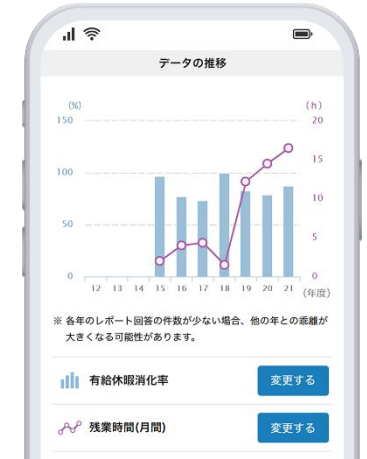 データの推移
(%)
(h)
150
20
100
15
10
50
5
0
0
12 13 14 15 16 17 18 19 20 21
(年度)
※ 各年のレポート回答の件数が少ない場合、他の年との乖離が
大きくなる可能性があります。
有給休暇消化率
変更する
残業時間(月間)
変更する